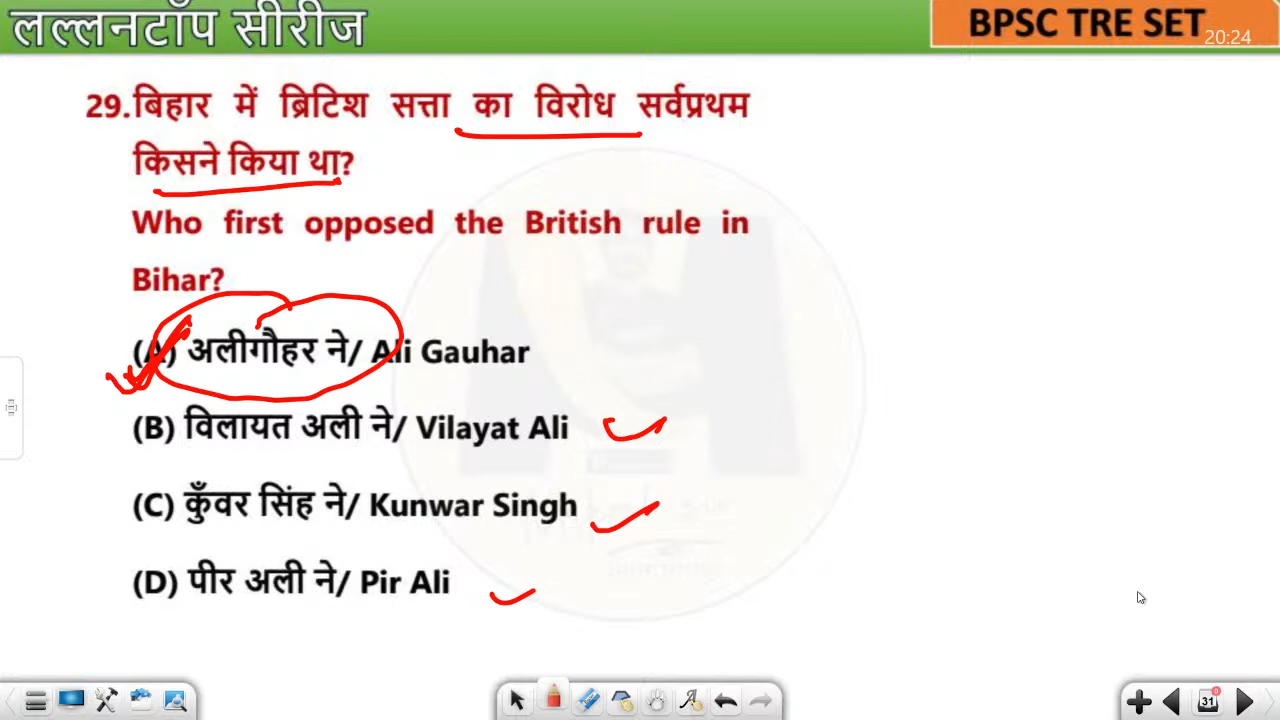 लल्लनटॉप सीरीज
BPSC TRE SET
20:24
29. बिहार में ब्रिटिश सत्ता का विरोध सर्वप्रथम
किसने किया था?
Who first opposed the British rule in
Bihar?
(A) अलीगौहर ने/ Ali Gauhar
(B) विलायत अली ने/ Vilayat Ali
(C) कुँवर सिंह ने/ Kunwar Singh
(D) पीर अली ने/ Pir Ali
31